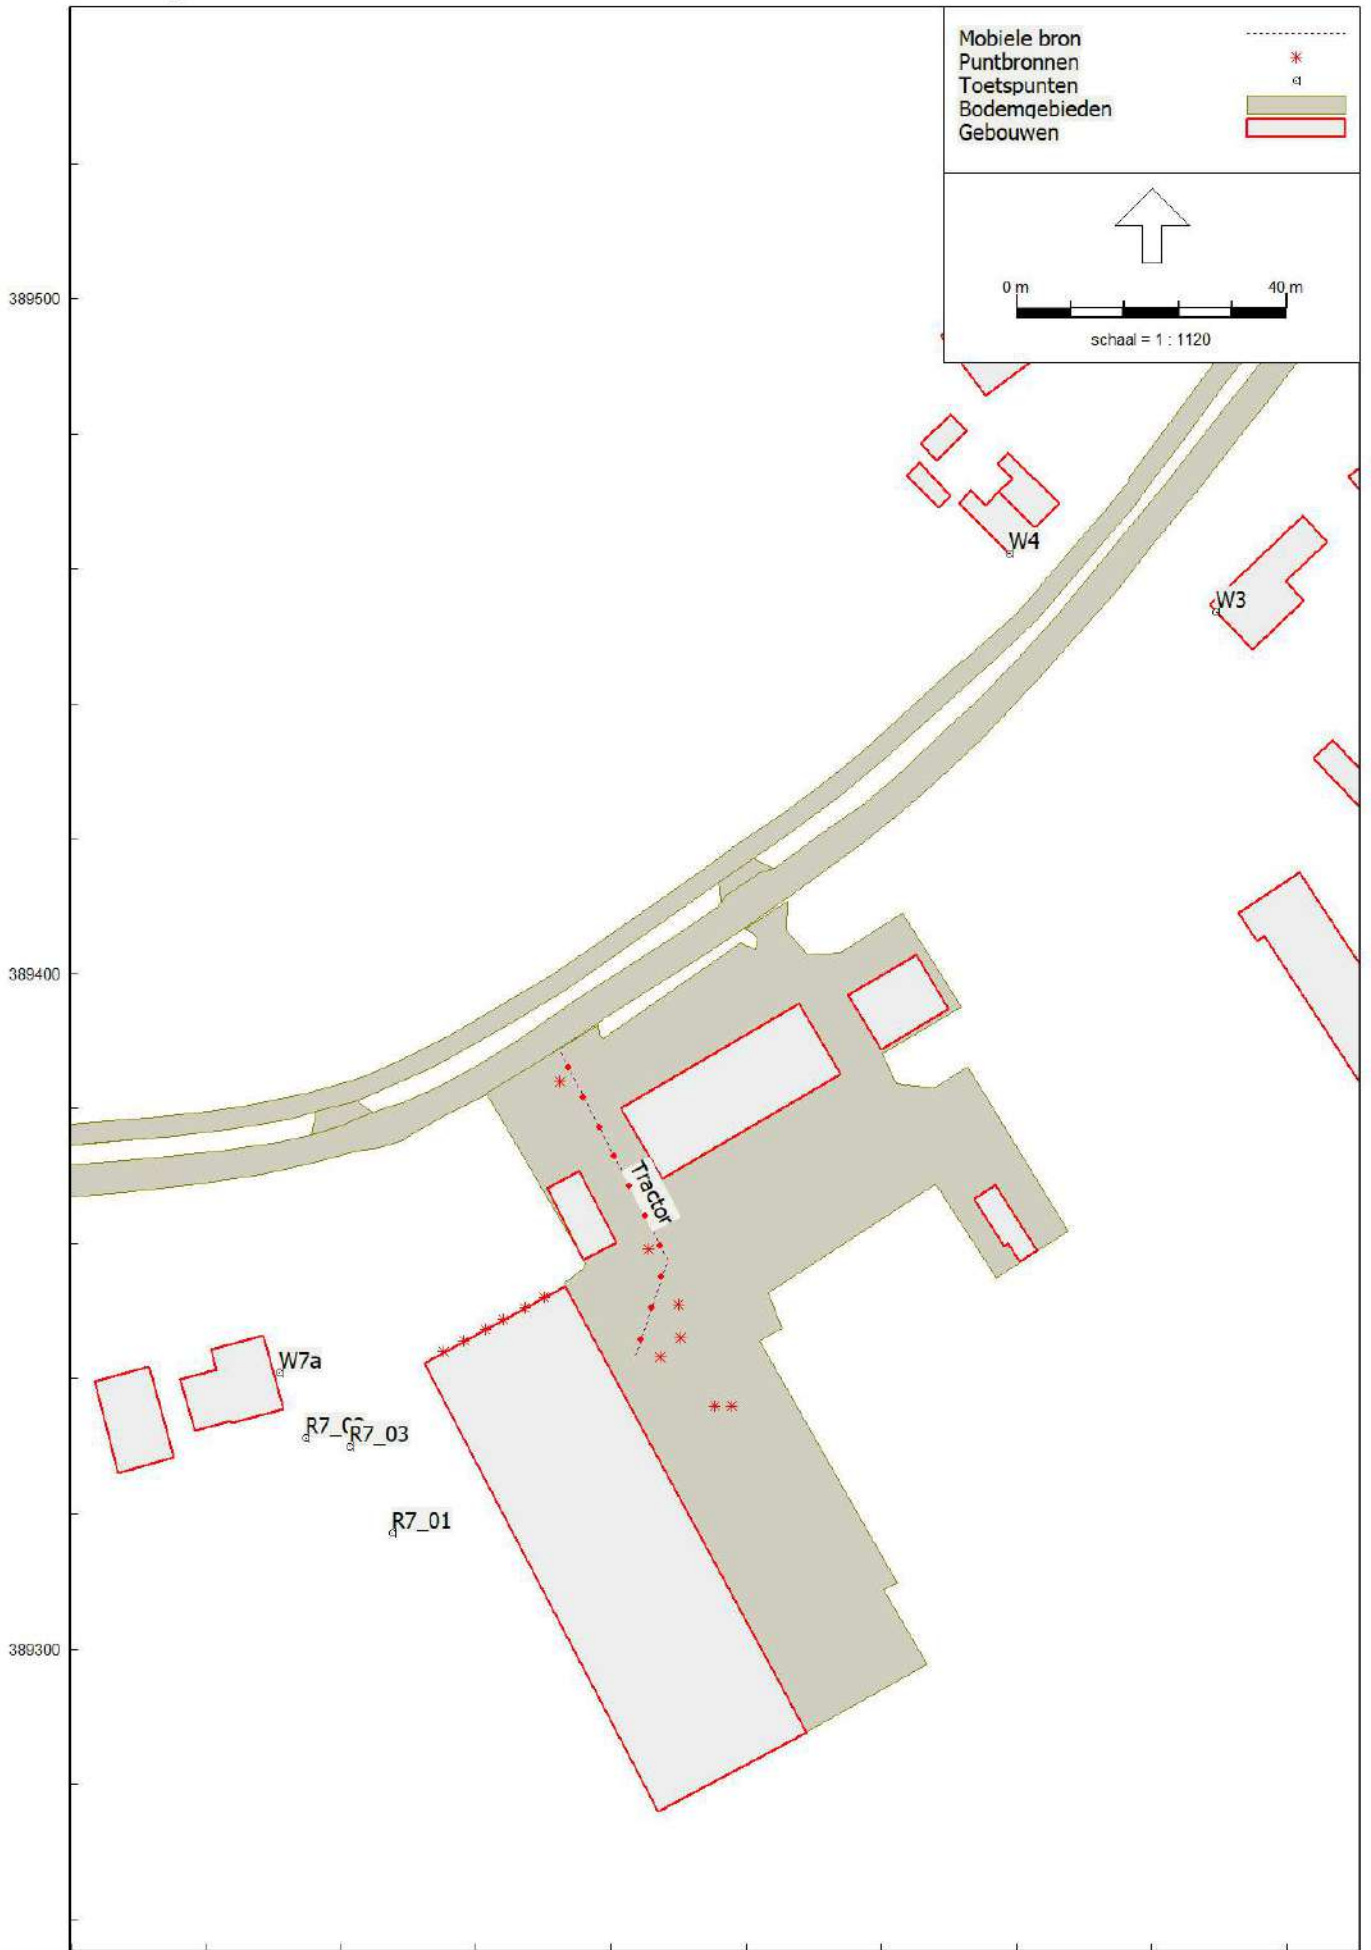 Mobiele bron
Puntbronnen
Toetspunten
Bodemgebieden
Gebouwen
0 m 40 m
schaal = 1 : 1120
389500
W4
W3
389400
Tractor
W7a
R7_03
R7_01
389300